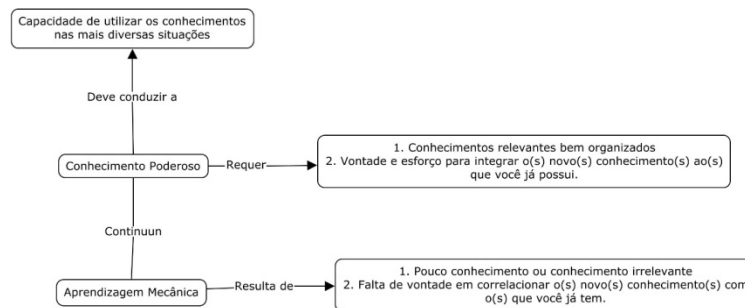 Capacidade de utilizar os conhecimentos
nas mais diversas situações
Deve conduzir a
Conhecimento Poderoso
Requer
1. Conhecimentos relevantes bem organizados
2. Vontade e esforço para integrar o(s) novo(s) conhecimento(s) ao(s)
que você já possui.
Continuun
Aprendizagem Mecânica
Resulta de
1. Pouco conhecimento ou conhecimento irrelevante
2. Falta de vontade em correlacionar o(s) novo(s) conhecimento(s) com
o(s) que você já tem.